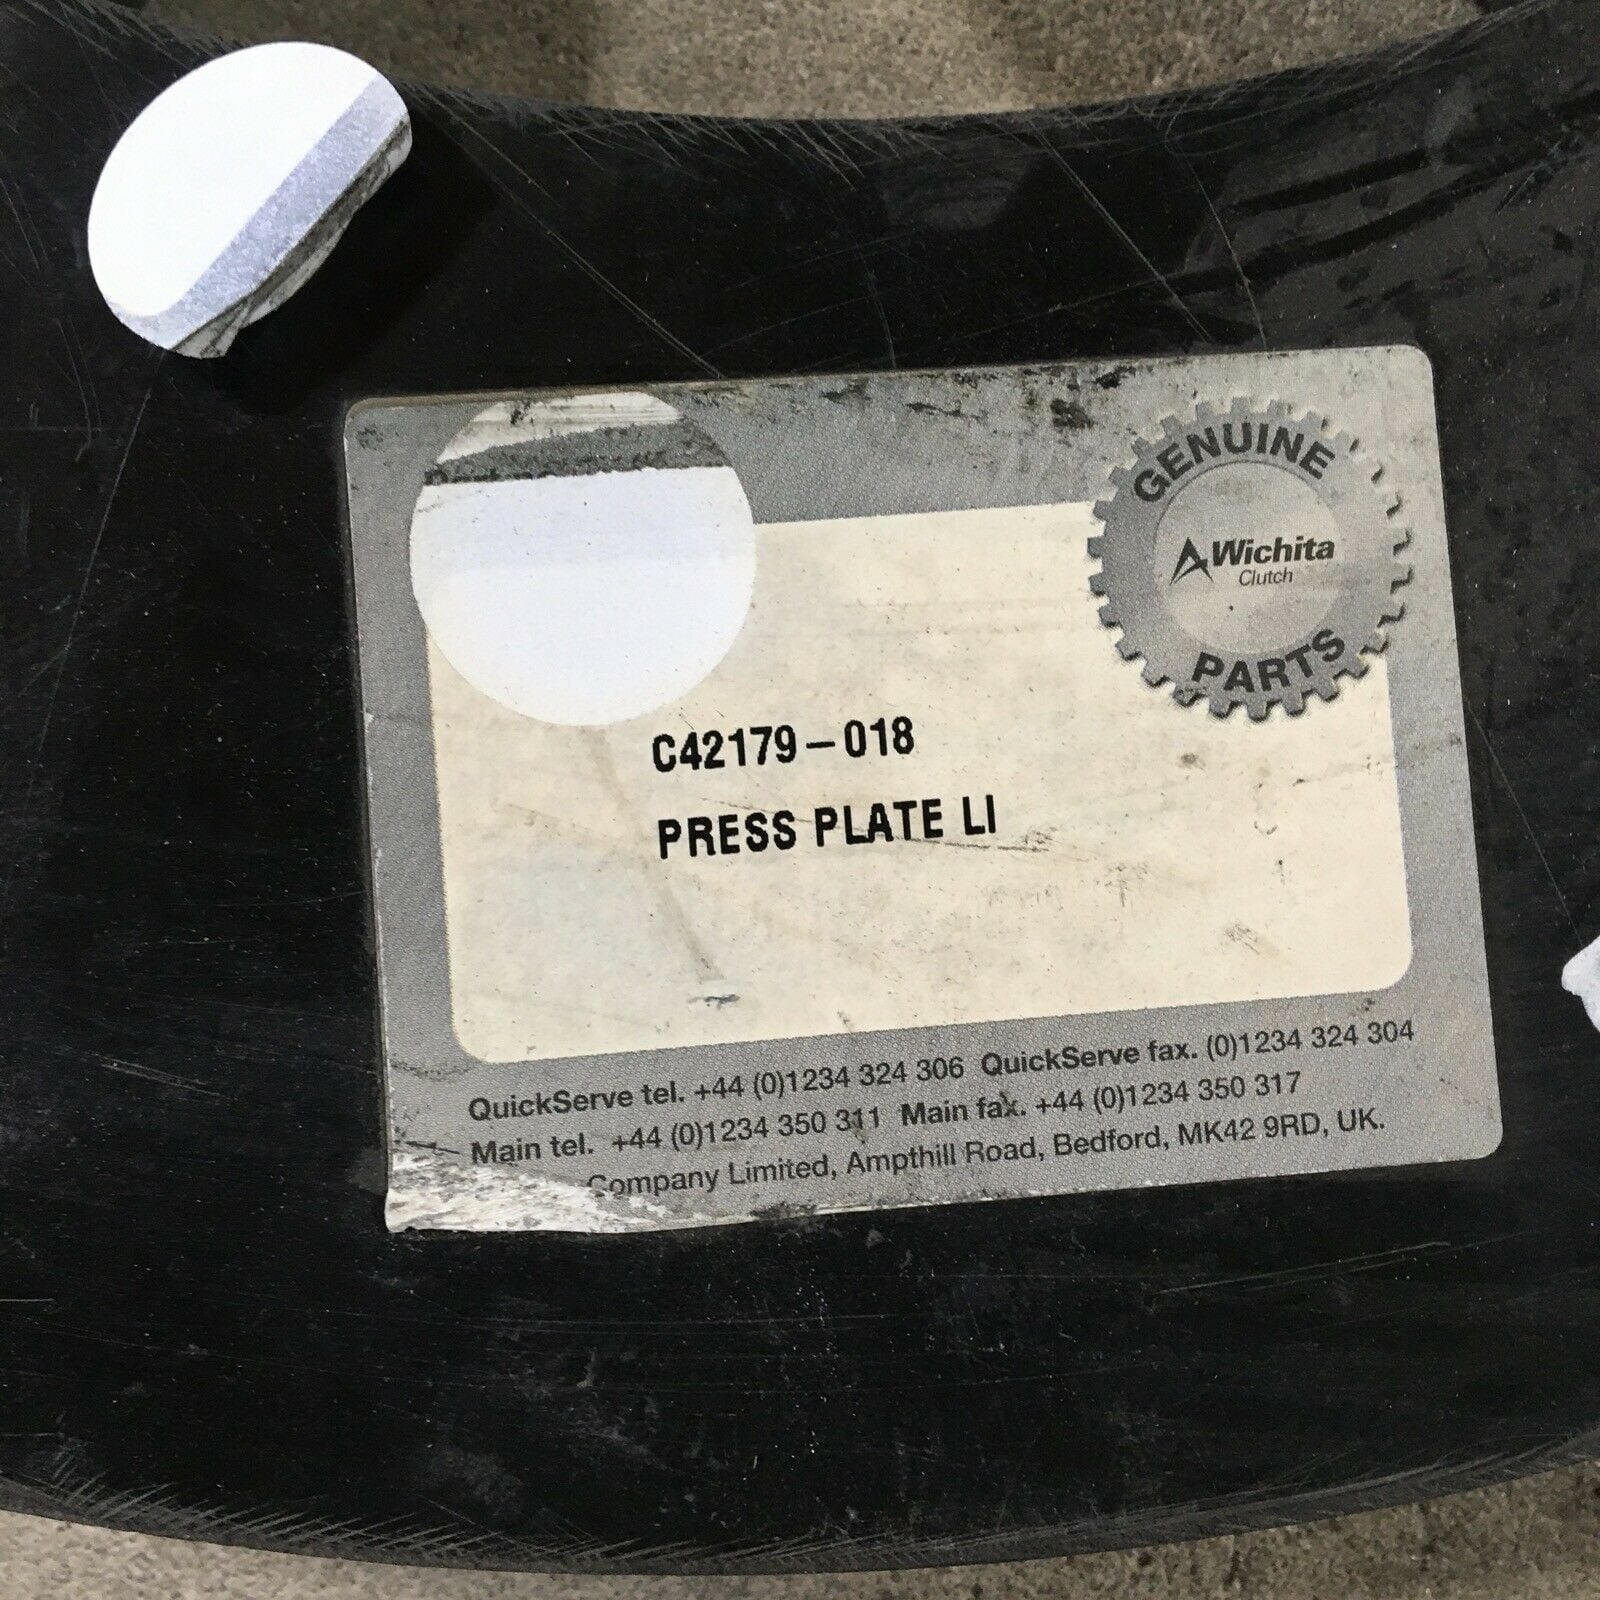 GENUINE
Wichita
Clutch
PARTS
C42179-018
PRESS PLATE LI
QuickServe tel. +44 (0)1234 324 306 QuickServe fax. (0)1234 324 304
Main tel. +44 (0)1234 350 311 Main fax. +44 (0)1234 350 317
Company Limited, Ampthill Road, Bedford, MK42 9RD, UK.